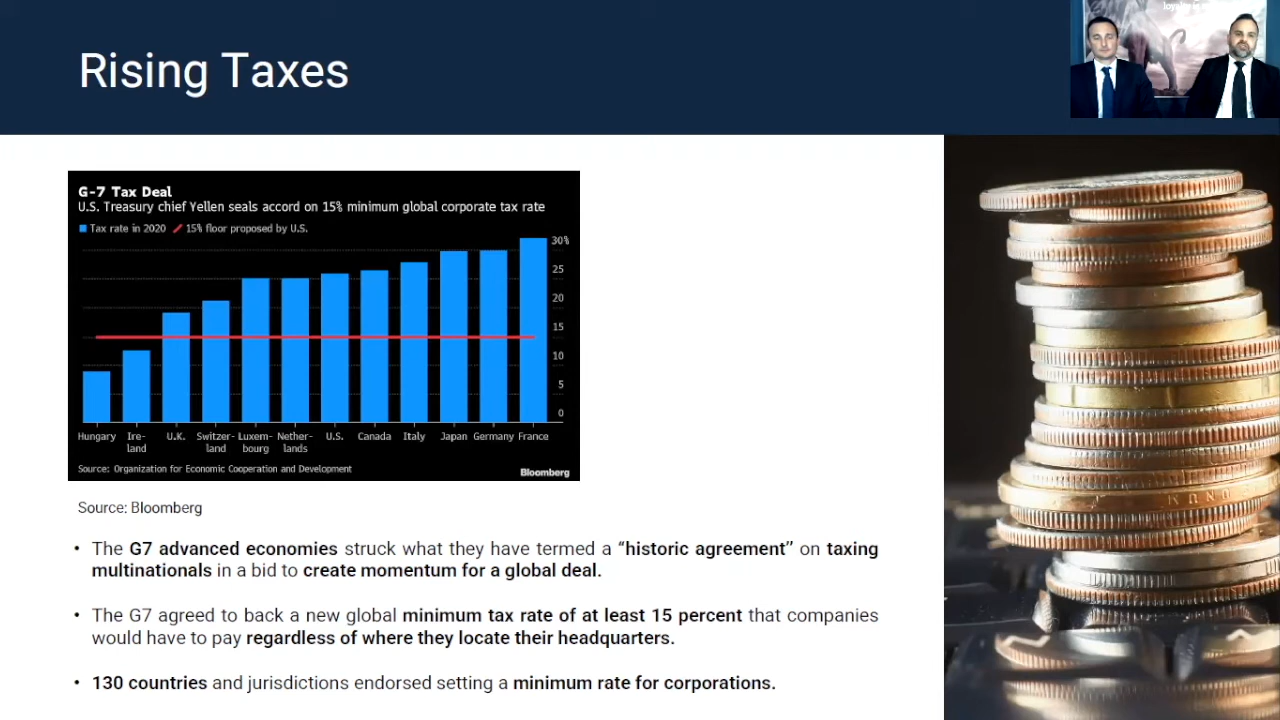 loyalty is
Rising Taxes
G-7 Tax Deal
U.S. Treasury chief Yellen seals accord on 15% minimum global corporate tax rate
Tax rate in 2020 15% floor proposed by U.S.
30%
25
20
15
10
5
0
Hungary Ire- U.K. Switzer- Luxem- Nether- U.S. Canada Italy Japan Germany France
land land bourg lands
Source: Organization for Economic Cooperation and Development
Bloomberg
Source: Bloomberg
• The G7 advanced economies struck what they have termed a “historic agreement” on taxing
multinationals in a bid to create momentum for a global deal.
• The G7 agreed to back a new global minimum tax rate of at least 15 percent that companies
would have to pay regardless of where they locate their headquarters.
• 130 countries and jurisdictions endorsed setting a minimum rate for corporations.